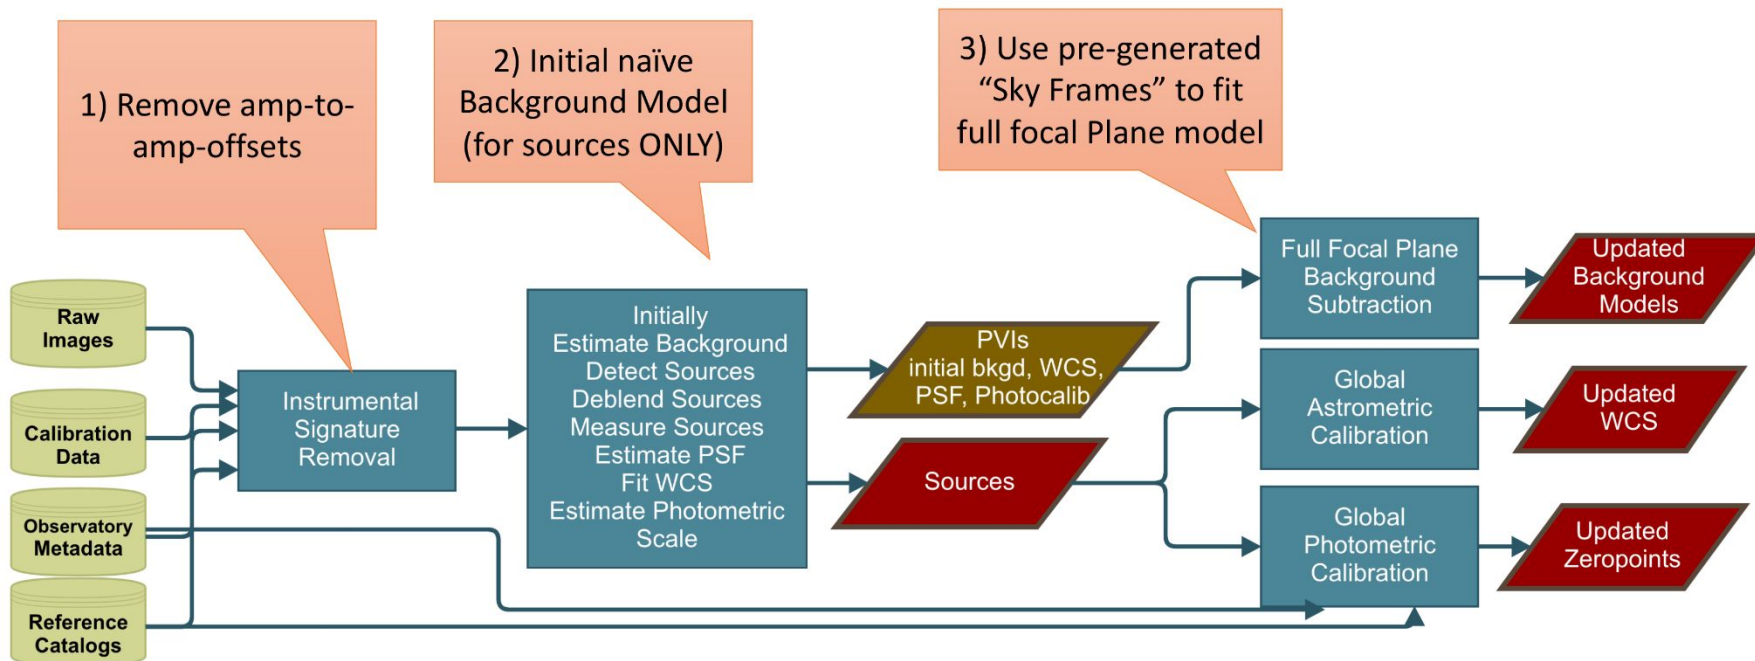 1) Remove amp-to-
amp-offsets
2) Initial naïve
Background Model
(for sources ONLY)
3) Use pre-generated
“Sky Frames” to fit
full focal Plane model
Raw
Images
Calibration
Data
Observatory
Metadata
Reference
Catalogs
Instrumental
Signature
Removal
Initially
Estimate Background
Detect Sources
Deblend Sources
Measure Sources
Estimate PSF
Fit WCS
Estimate Photometric
Scale
PVIs
initial bkgd, WCS,
PSF, Photocalib
Sources
Full Focal Plane
Background
Subtraction
Global
Astrometric
Calibration
Global
Photometric
Calibration
Updated
Background
Models
Updated
WCS
Updated
Zeropoints